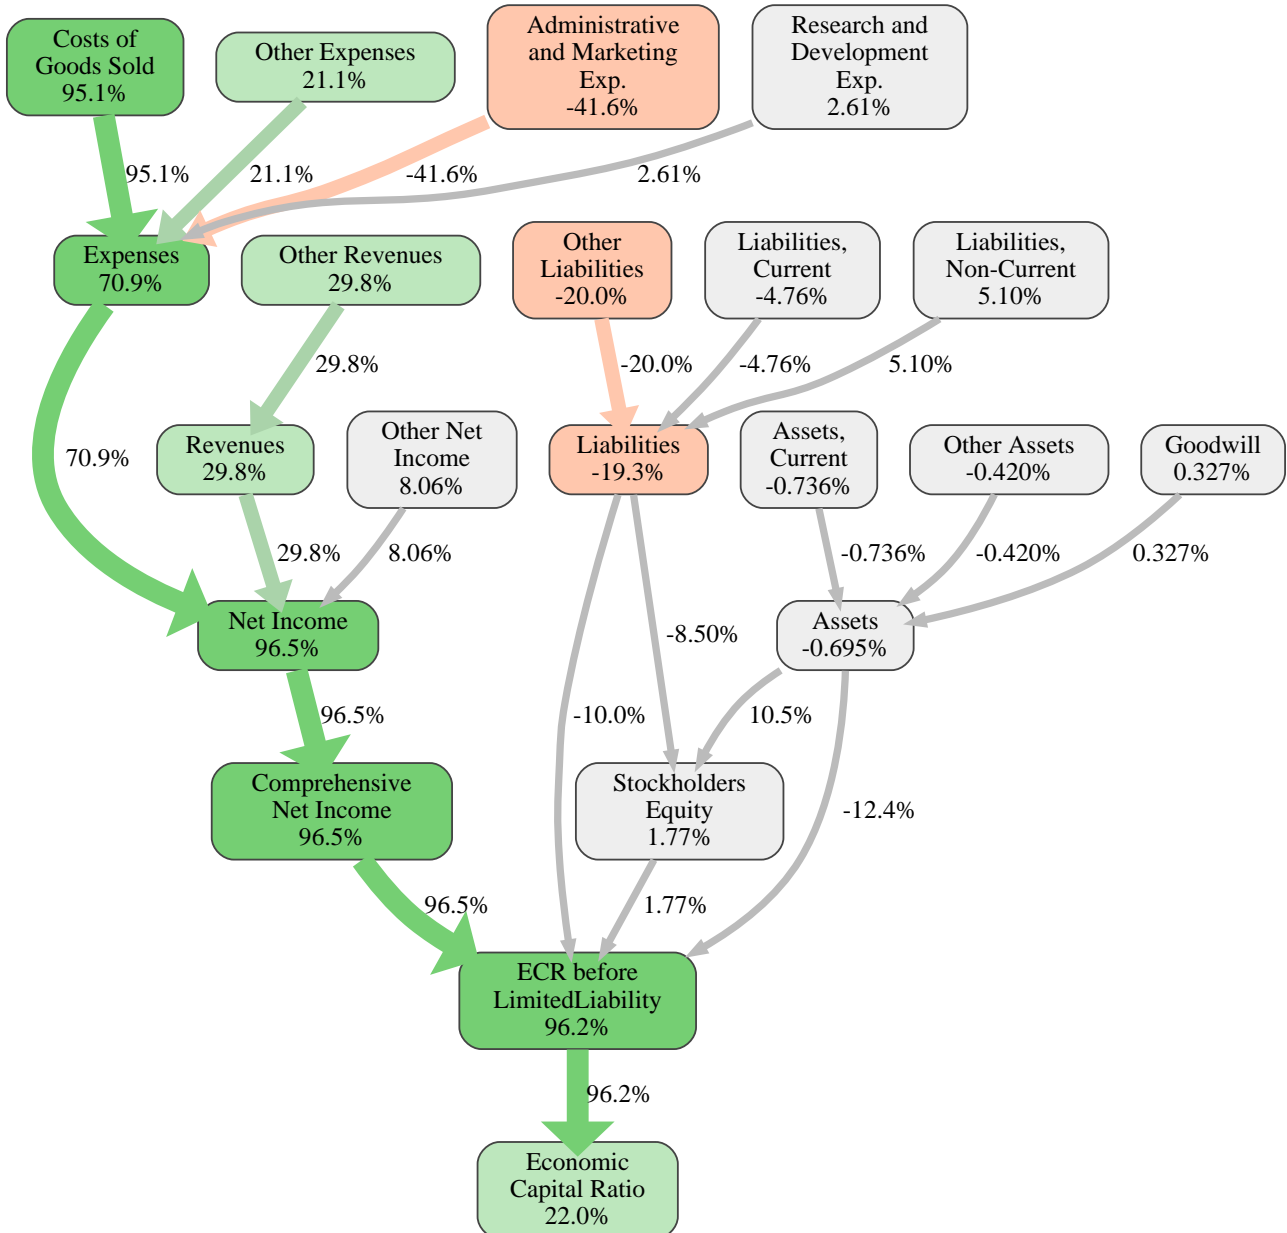 Costs of
Goods Sold
95.1%
Other Expenses
21.1%
Administrative
and Marketing
Exp.
-41.6%
Research and
Development
Exp.
2.61%
95.1%
21.1%
-41.6%
2.61%
Expenses
70.9%
Other Revenues
29.8%
Other
Liabilities
-20.0%
Liabilities,
Current
-4.76%
Liabilities,
Non-Current
5.10%
29.8%
-20.0%
-4.76%
5.10%
70.9%
Revenues
29.8%
Other Net
Income
8.06%
Liabilities
-19.3%
Assets,
Current
-0.736%
Other Assets
-0.420%
Goodwill
0.327%
29.8%
8.06%
-0.736%
-0.420%
0.327%
Net Income
96.5%
-8.50%
Assets
-0.695%
96.5%
-10.0%
10.5%
Comprehensive
Net Income
96.5%
Stockholders
Equity
1.77%
-12.4%
96.5%
1.77%
ECR before
LimitedLiability
96.2%
96.2%
Economic
Capital Ratio
22.0%